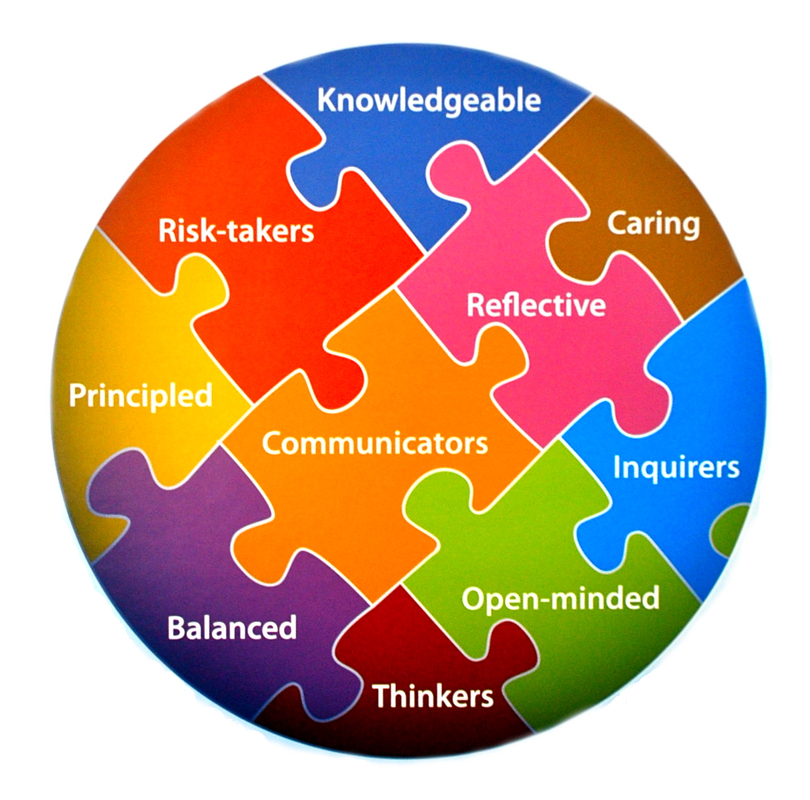 Knowledgeable
Caring
Risk-takers
Reflective
Principled
Communicators
Inquirers
Open-minded
Balanced
Thinkers